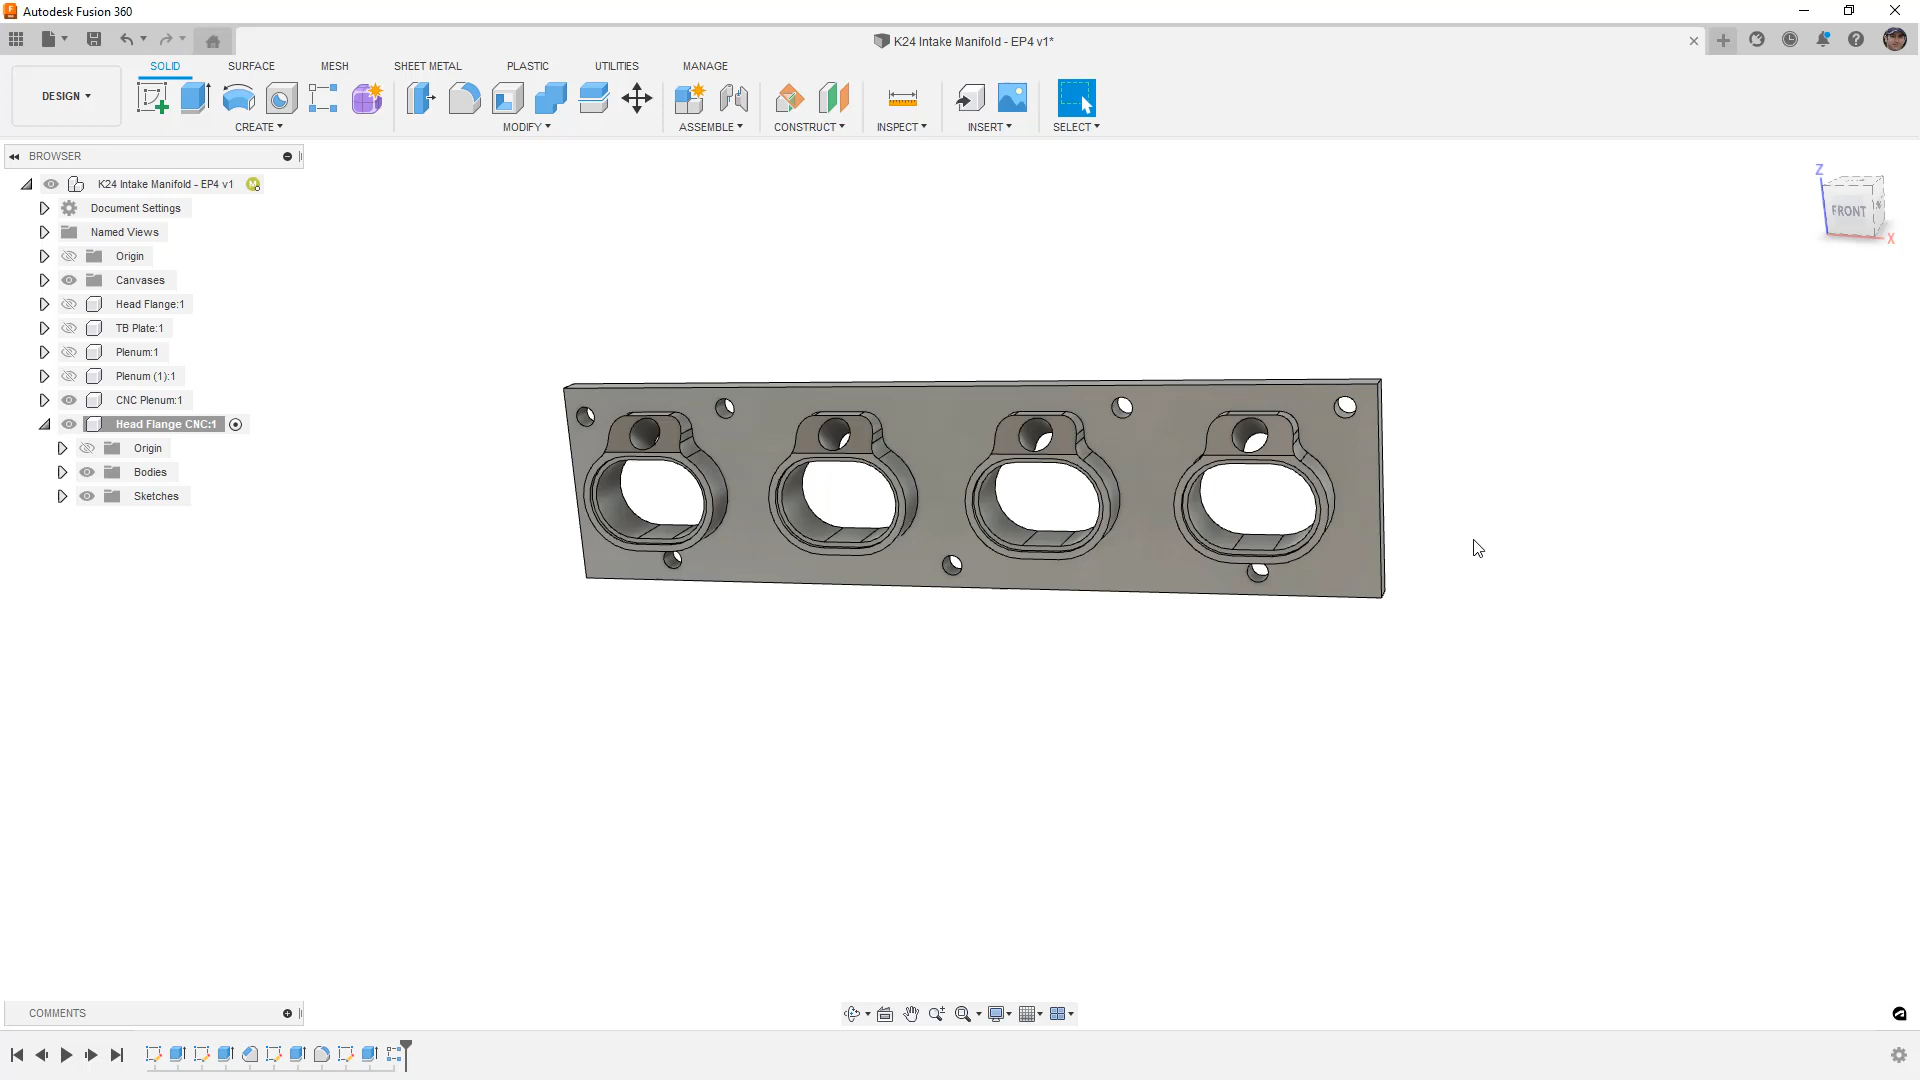 Autodesk Fusion 360
K24 Intake Manifold - EP4 v1*
DESIGN
SOLID
SURFACE
MESH
SHEET METAL
PLASTIC
UTILITIES
MANAGE
CREATE
MODIFY
ASSEMBLE
CONSTRUCT
INSPECT
INSERT
SELECT
BROWSER
K24 Intake Manifold - EP4 v1
M
Document Settings
Named Views
Origin
Canvases
Head Flange:1
TB Plate:1
Plenum:1
Plenum (1):1
CNC Plenum:1
Head Flange CNC:1
Origin
Bodies
Sketches
Z
FRONT
X
COMMENTS